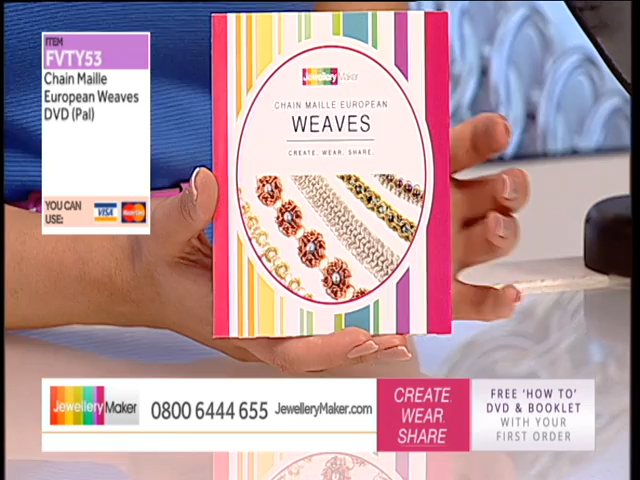 ITEM
FVTY53
Chain Maille
European Weaves
DVD (Pal)
YOU CAN
USE:
VISA
MasterCard
JewelleryMaker
CHAIN MAILLE EUROPEAN
WEAVES
CREATE. WEAR. SHARE.
JewelleryMaker
0800 6444 655
JewelleryMaker.com
CREATE.
WEAR.
SHARE
FREE 'HOW TO'
DVD & BOOKLET
WITH YOUR
FIRST ORDER